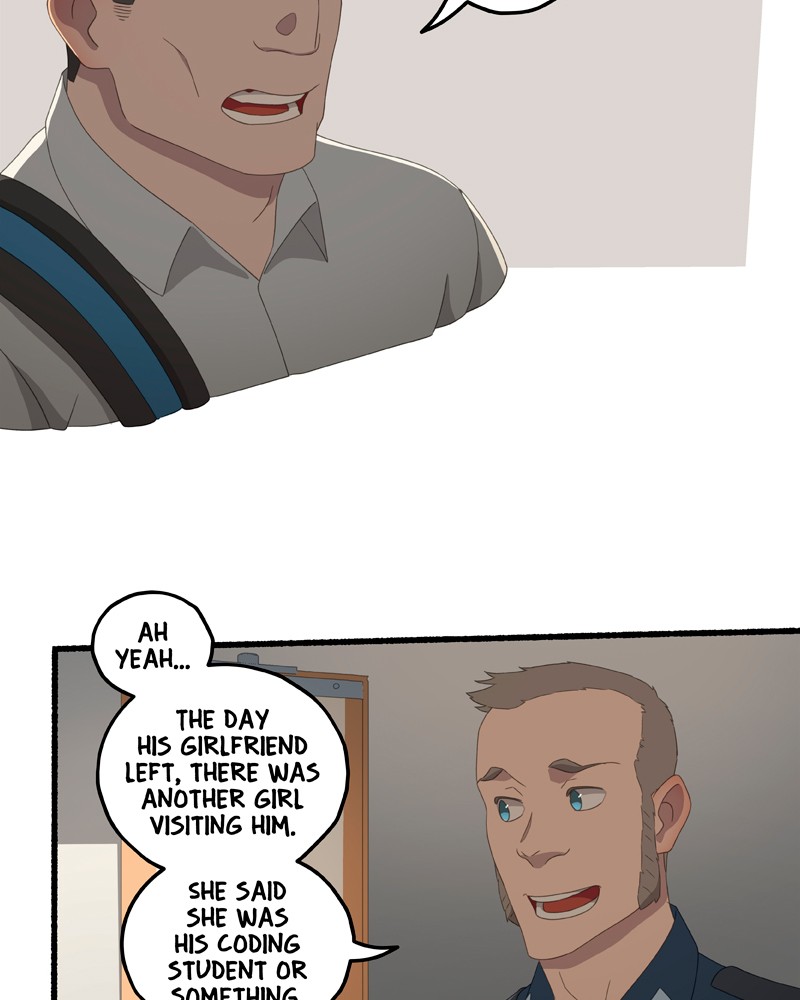 AH
YEAH...
THE DAY
HIS GIRLFRIEND
LEFT, THERE WAS
ANOTHER GIRL
VISITING HIM.
SHE SAID
SHE WAS
HIS CODING
STUDENT OR
SOMETHING